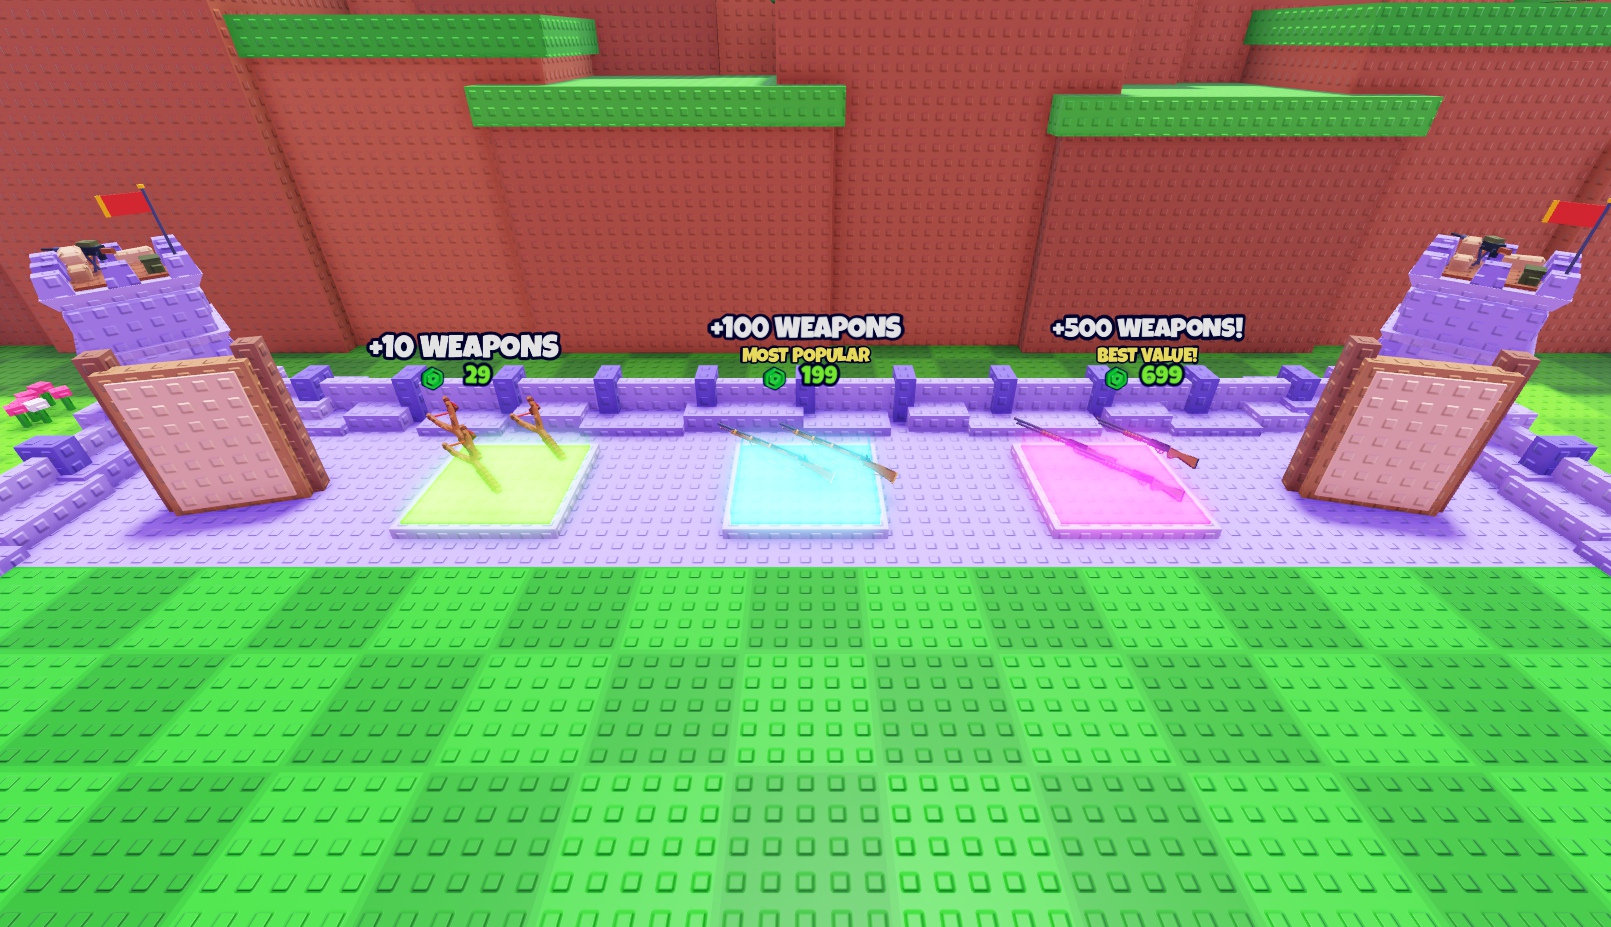 +10 WEAPONS
29
+100 WEAPONS
MOST POPULAR
199
+500 WEAPONS!
BEST VALUE!
699